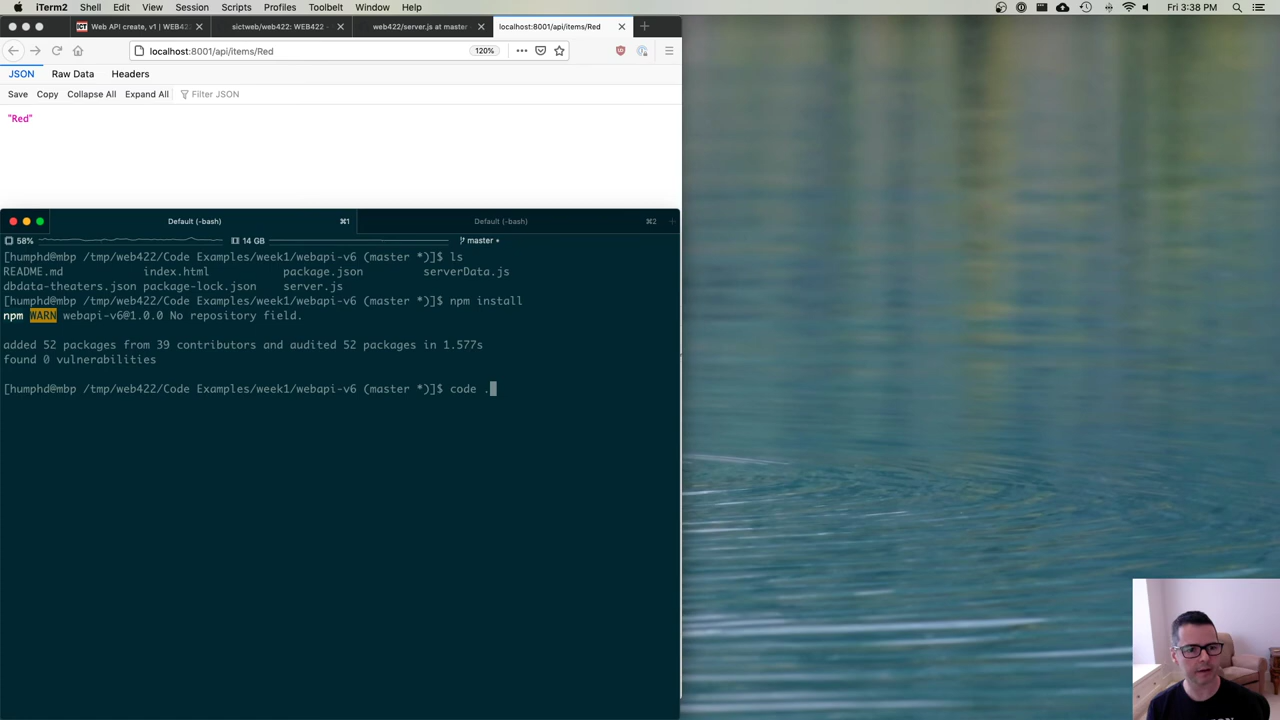 iTerm2 Shell Edit View Session Scripts Profiles Toolbelt Window Help Fri 3:38 PM
Web API create, v1 | WEB42 sictweb/web422: WEB422 - web422/server.js at master localhost:8001/api/items/Red
localhost:8001/api/items/Red 120%
JSON Raw Data Headers
Save Copy Collapse All Expand All Filter JSON
"Red"
Default (-bash) ⌘1 Default (-bash) ⌘2
58% 14 GB master •
[humphd@mbp /tmp/web422/Code Examples/week1/webapi-v6 (master *)]$ ls
README.md index.html package.json serverData.js
dbdata-theaters.json package-lock.json server.js
[humphd@mbp /tmp/web422/Code Examples/week1/webapi-v6 (master *)]$ npm install
npm WARN webapi-v6@1.0.0 No repository field.
added 52 packages from 39 contributors and audited 52 packages in 1.577s
found 0 vulnerabilities
[humphd@mbp /tmp/web422/Code Examples/week1/webapi-v6 (master *)]$ code .